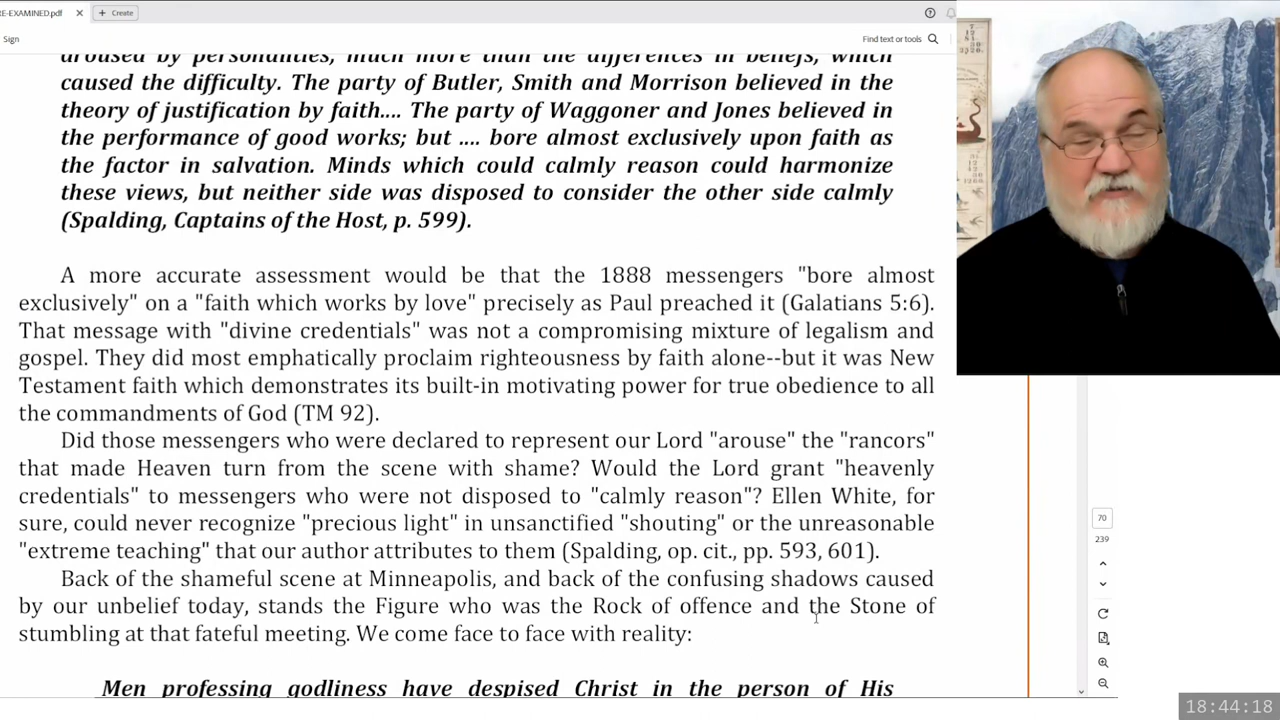 RE-EXAMINED.pdf
Create
Sign
Find text or tools
aroused by personalities, much more than the differences in beliefs, which
caused the difficulty. The party of Butler, Smith and Morrison believed in the
theory of justification by faith.... The party of Waggoner and Jones believed in
the performance of good works; but .... bore almost exclusively upon faith as
the factor in salvation. Minds which could calmly reason could harmonize
these views, but neither side was disposed to consider the other side calmly
(Spalding, Captains of the Host, p. 599).
A more accurate assessment would be that the 1888 messengers "bore almost
exclusively" on a "faith which works by love" precisely as Paul preached it (Galatians 5:6).
That message with "divine credentials" was not a compromising mixture of legalism and
gospel. They did most emphatically proclaim righteousness by faith alone--but it was New
Testament faith which demonstrates its built-in motivating power for true obedience to all
the commandments of God (TM 92).
Did those messengers who were declared to represent our Lord "arouse" the "rancors"
that made Heaven turn from the scene with shame? Would the Lord grant "heavenly
credentials" to messengers who were not disposed to "calmly reason"? Ellen White, for
sure, could never recognize "precious light" in unsanctified "shouting" or the unreasonable
"extreme teaching" that our author attributes to them (Spalding, op. cit., pp. 593, 601).
Back of the shameful scene at Minneapolis, and back of the confusing shadows caused
by our unbelief today, stands the Figure who was the Rock of offence and the Stone of
stumbling at that fateful meeting. We come face to face with reality:
Men professing godliness have despised Christ in the person of His
70
239
18:44:18